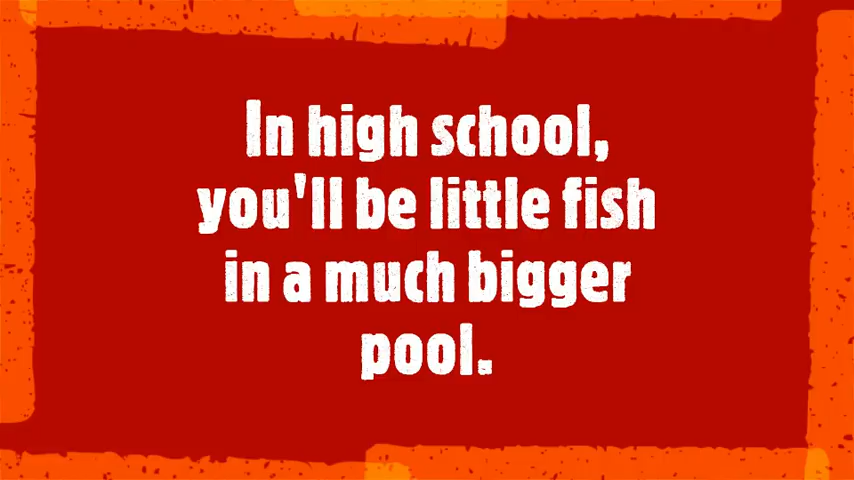 In high school,
you'll be little fish
in a much bigger
pool.